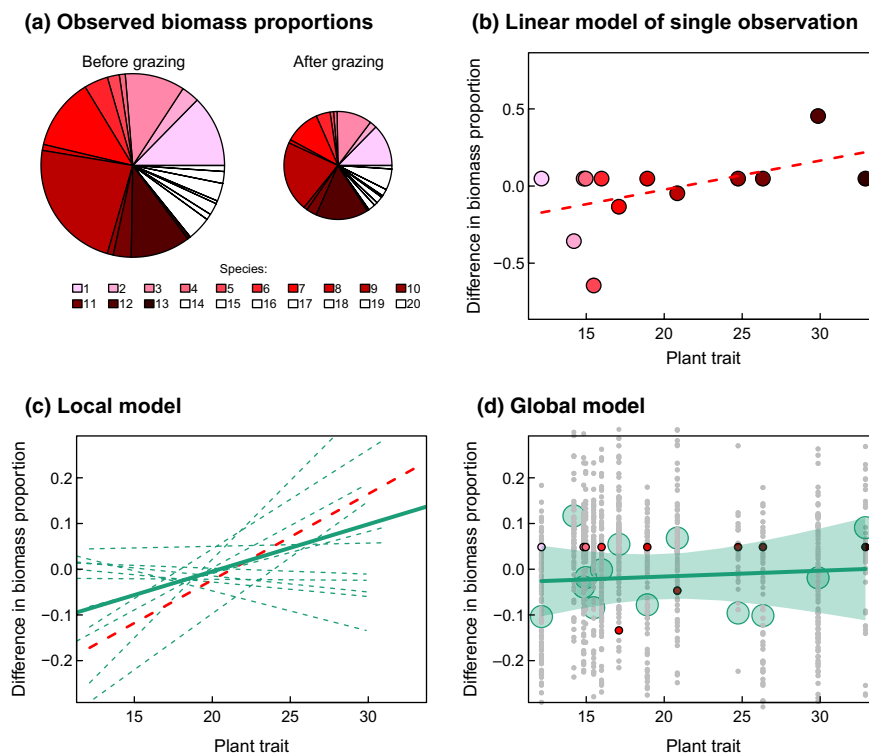 (a) Observed biomass proportions
Before grazing
After grazing
Species:
1 2 3 4 5 6 7 8 9 10
11 12 13 14 15 16 17 18 19 20
(b) Linear model of single observation
Difference in biomass proportion
0.5
0.0
−0.5
15 20 25 30
Plant trait
(c) Local model
Difference in biomass proportion
0.2
0.1
0.0
−0.1
−0.2
15 20 25 30
Plant trait
(d) Global model
Difference in biomass proportion
0.2
0.1
0.0
−0.1
−0.2
15 20 25 30
Plant trait